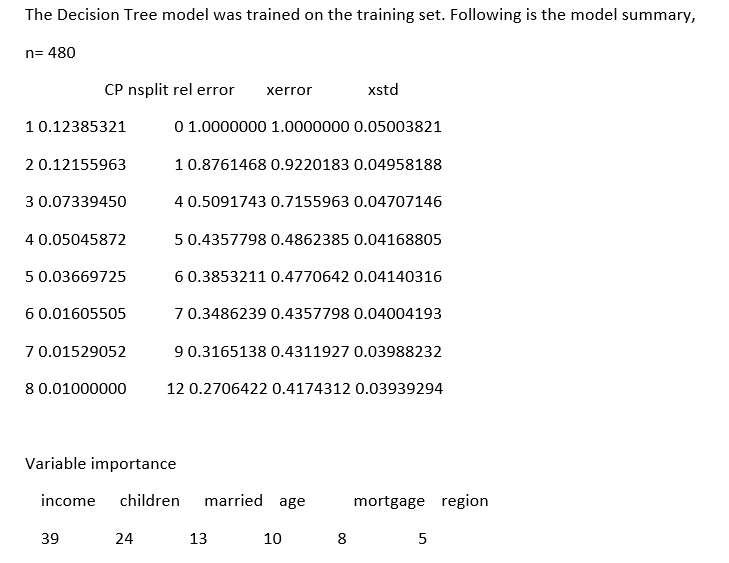 The Decision Tree model was trained on the training set. Following is the model summary,
n= 480
CP nsplit rel error xerror xstd
1 0.12385321 0 1.0000000 1.0000000 0.05003821
2 0.12155963 1 0.8761468 0.9220183 0.04958188
3 0.07339450 4 0.5091743 0.7155963 0.04707146
4 0.05045872 5 0.4357798 0.4862385 0.04168805
5 0.03669725 6 0.3853211 0.4770642 0.04140316
6 0.01605505 7 0.3486239 0.4357798 0.04004193
7 0.01529052 9 0.3165138 0.4311927 0.03988232
8 0.01000000 12 0.2706422 0.4174312 0.03939294
Variable importance
income children married age mortgage region
39 24 13 10 8 5